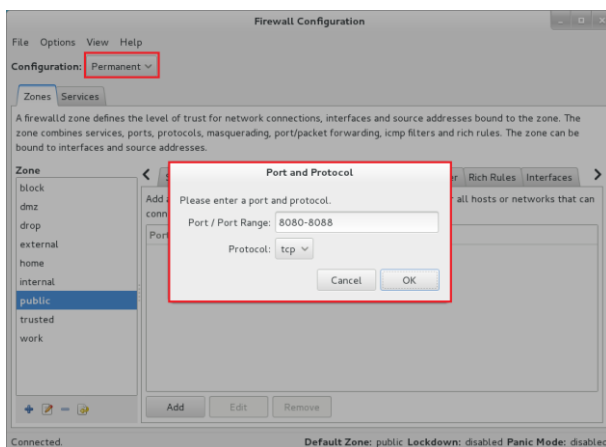 Firewall Configuration
File Options View Help
Configuration: Permanent
Zones Services
A firewalld zone defines the level of trust for network connections, interfaces and source addresses bound to the zone. The
zone combines services, ports, protocols, masquerading, port/packet forwarding, icmp filters and rich rules. The zone can be
bound to interfaces and source addresses.
Zone
block
dmz
drop
external
home
internal
public
trusted
work
Rich Rules Interfaces
Add
all hosts or networks that can
Port
Port and Protocol
Please enter a port and protocol.
Port / Port Range: 8080-8088
Protocol: tcp
Cancel OK
Add Edit Remove
Connected.
Default Zone: public Lockdown: disabled Panic Mode: disabled